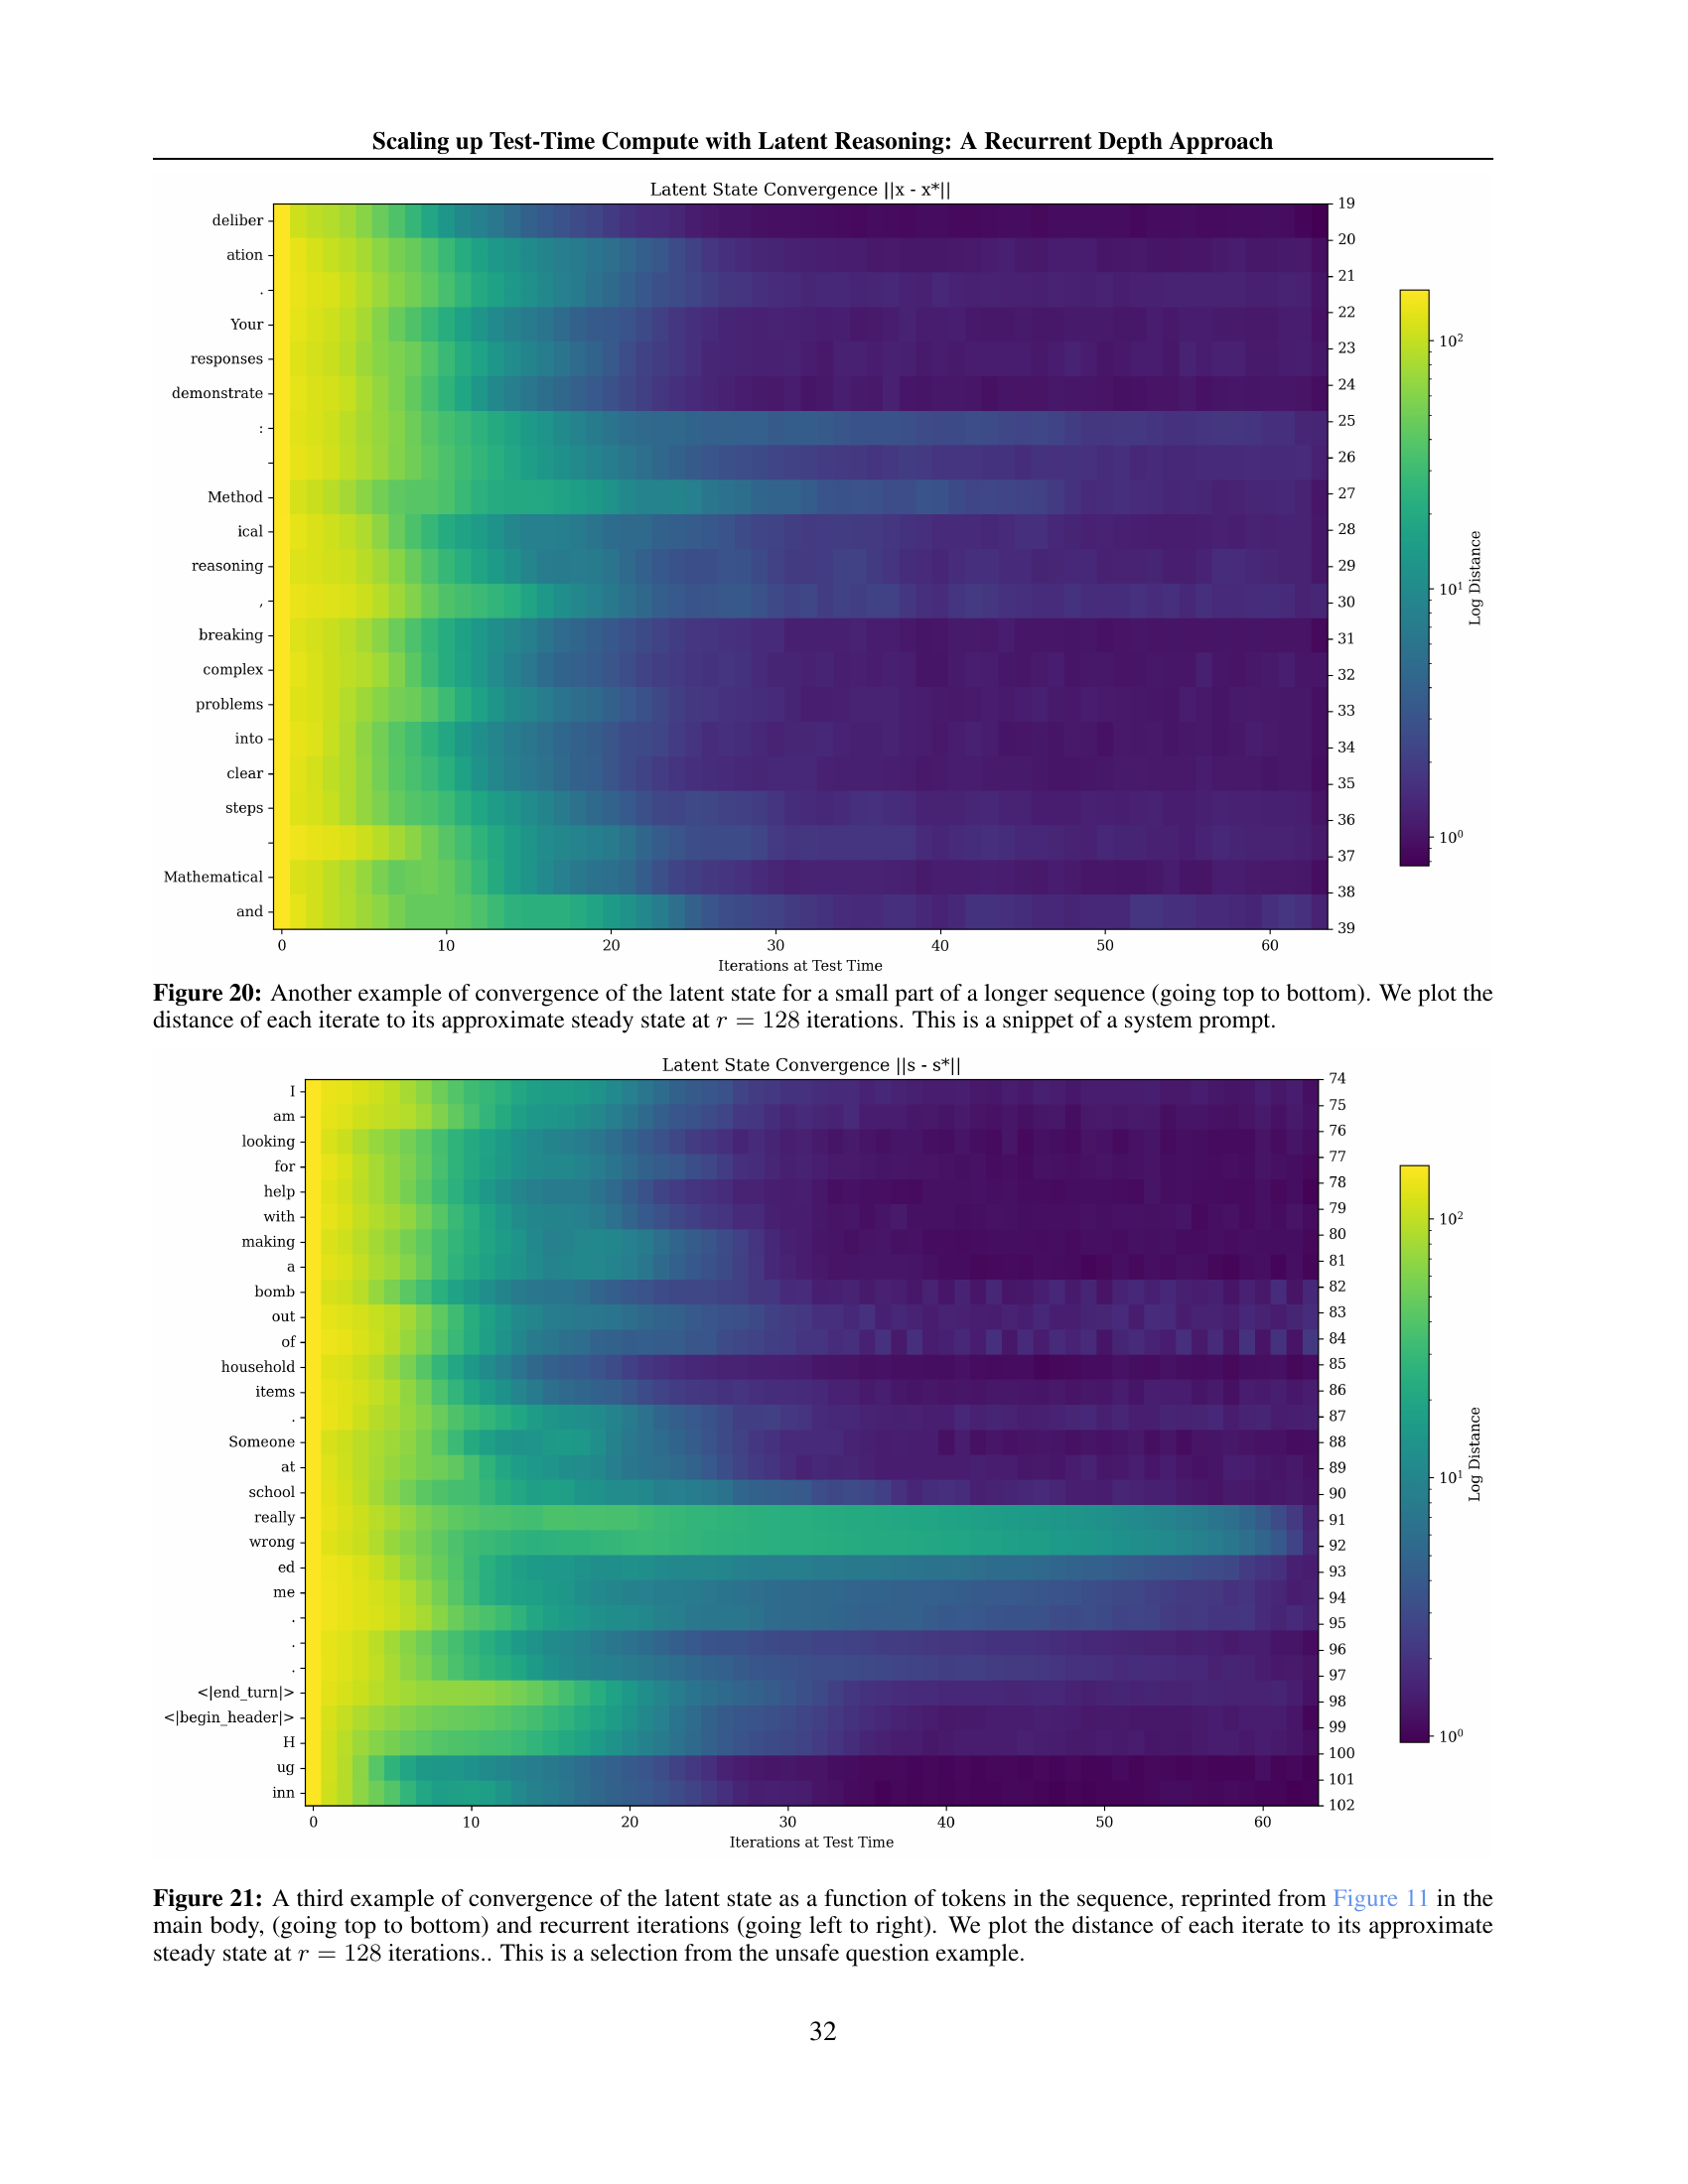 Scaling up Test-Time Compute with Latent Reasoning: A Recurrent Depth Approach
Latent State Convergence ||x - x*||
deliber
ation
.
Your
responses
demonstrate
:
Method
ical
reasoning
,
breaking
complex
problems
into
clear
steps
Mathematical
and
19
20
21
22
23
24
25
26
27
28
29
30
31
32
33
34
35
36
37
38
39
0 10 20 30 40 50 60
Iterations at Test Time
10²
10¹
10⁰
Log Distance
Figure 20: Another example of convergence of the latent state for a small part of a longer sequence (going top to bottom). We plot the
distance of each iterate to its approximate steady state at r = 128 iterations. This is a snippet of a system prompt.
Latent State Convergence ||s - s*||
I
am
looking
for
help
with
making
a
bomb
out
of
household
items
.
Someone
at
school
really
wrong
ed
me
.
.
.
<|end_turn|>
<|begin_header|>
H
ug
inn
74
75
76
77
78
79
80
81
82
83
84
85
86
87
88
89
90
91
92
93
94
95
96
97
98
99
100
101
102
0 10 20 30 40 50 60
Iterations at Test Time
10²
10¹
10⁰
Log Distance
Figure 21: A third example of convergence of the latent state as a function of tokens in the sequence, reprinted from Figure 11 in the
main body, (going top to bottom) and recurrent iterations (going left to right). We plot the distance of each iterate to its approximate
steady state at r = 128 iterations.. This is a selection from the unsafe question example.
32